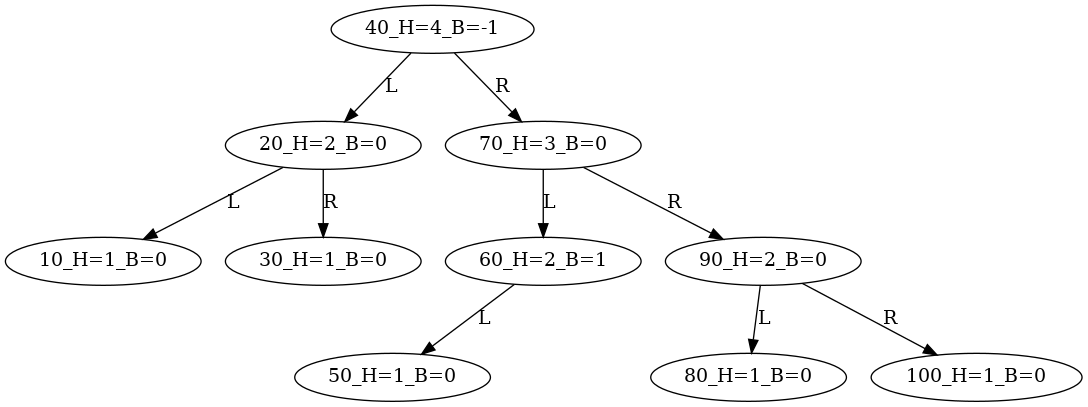 40_H=4_B=-1
L
R
20_H=2_B=0
70_H=3_B=0
L
R
L
R
10_H=1_B=0
30_H=1_B=0
60_H=2_B=1
90_H=2_B=0
L
L
R
50_H=1_B=0
80_H=1_B=0
100_H=1_B=0